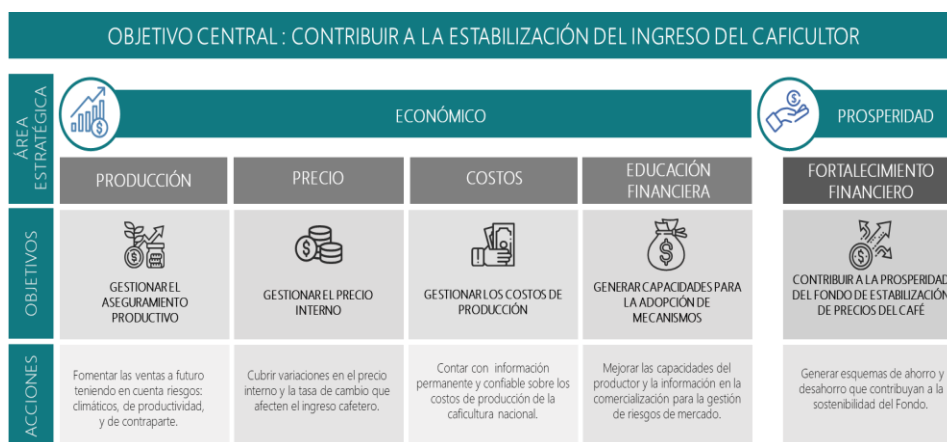 OBJETIVO CENTRAL : CONTRIBUIR A LA ESTABILIZACIÓN DEL INGRESO DEL CAFICULTOR
ÁREA
ESTRATÉGICA
ECONÓMICO
PROSPERIDAD
PRODUCCIÓN
PRECIO
COSTOS
EDUCACIÓN
FINANCIERA
FORTALECIMIENTO
FINANCIERO
OBJETIVOS
GESTIONAR EL
ASEGURAMIENTO
PRODUCTIVO
GESTIONAR EL PRECIO
INTERNO
GESTIONAR LOS COSTOS DE
PRODUCCIÓN
GENERAR CAPACIDADES PARA
LA ADOPCIÓN DE
MECANISMOS
CONTRIBUIR A LA PROSPERIDAD
DEL FONDO DE ESTABILIZACIÓN
DE PRECIOS DEL CAFÉ
ACCIONES
Fomentar las ventas a futuro
teniendo en cuenta riesgos:
climáticos, de productividad,
y de contraparte.
Cubrir variaciones en el precio
interno y la tasa de cambio que
afecten el ingreso cafetero.
Contar con información
permanente y confiable sobre los
costos de producción de la
caficultura nacional.
Mejorar las capacidades del
productor y la información en la
comercialización para la gestión
de riesgos de mercado.
Generar esquemas de ahorro y
desahorro que contribuyan a la
sostenibilidad del Fondo.